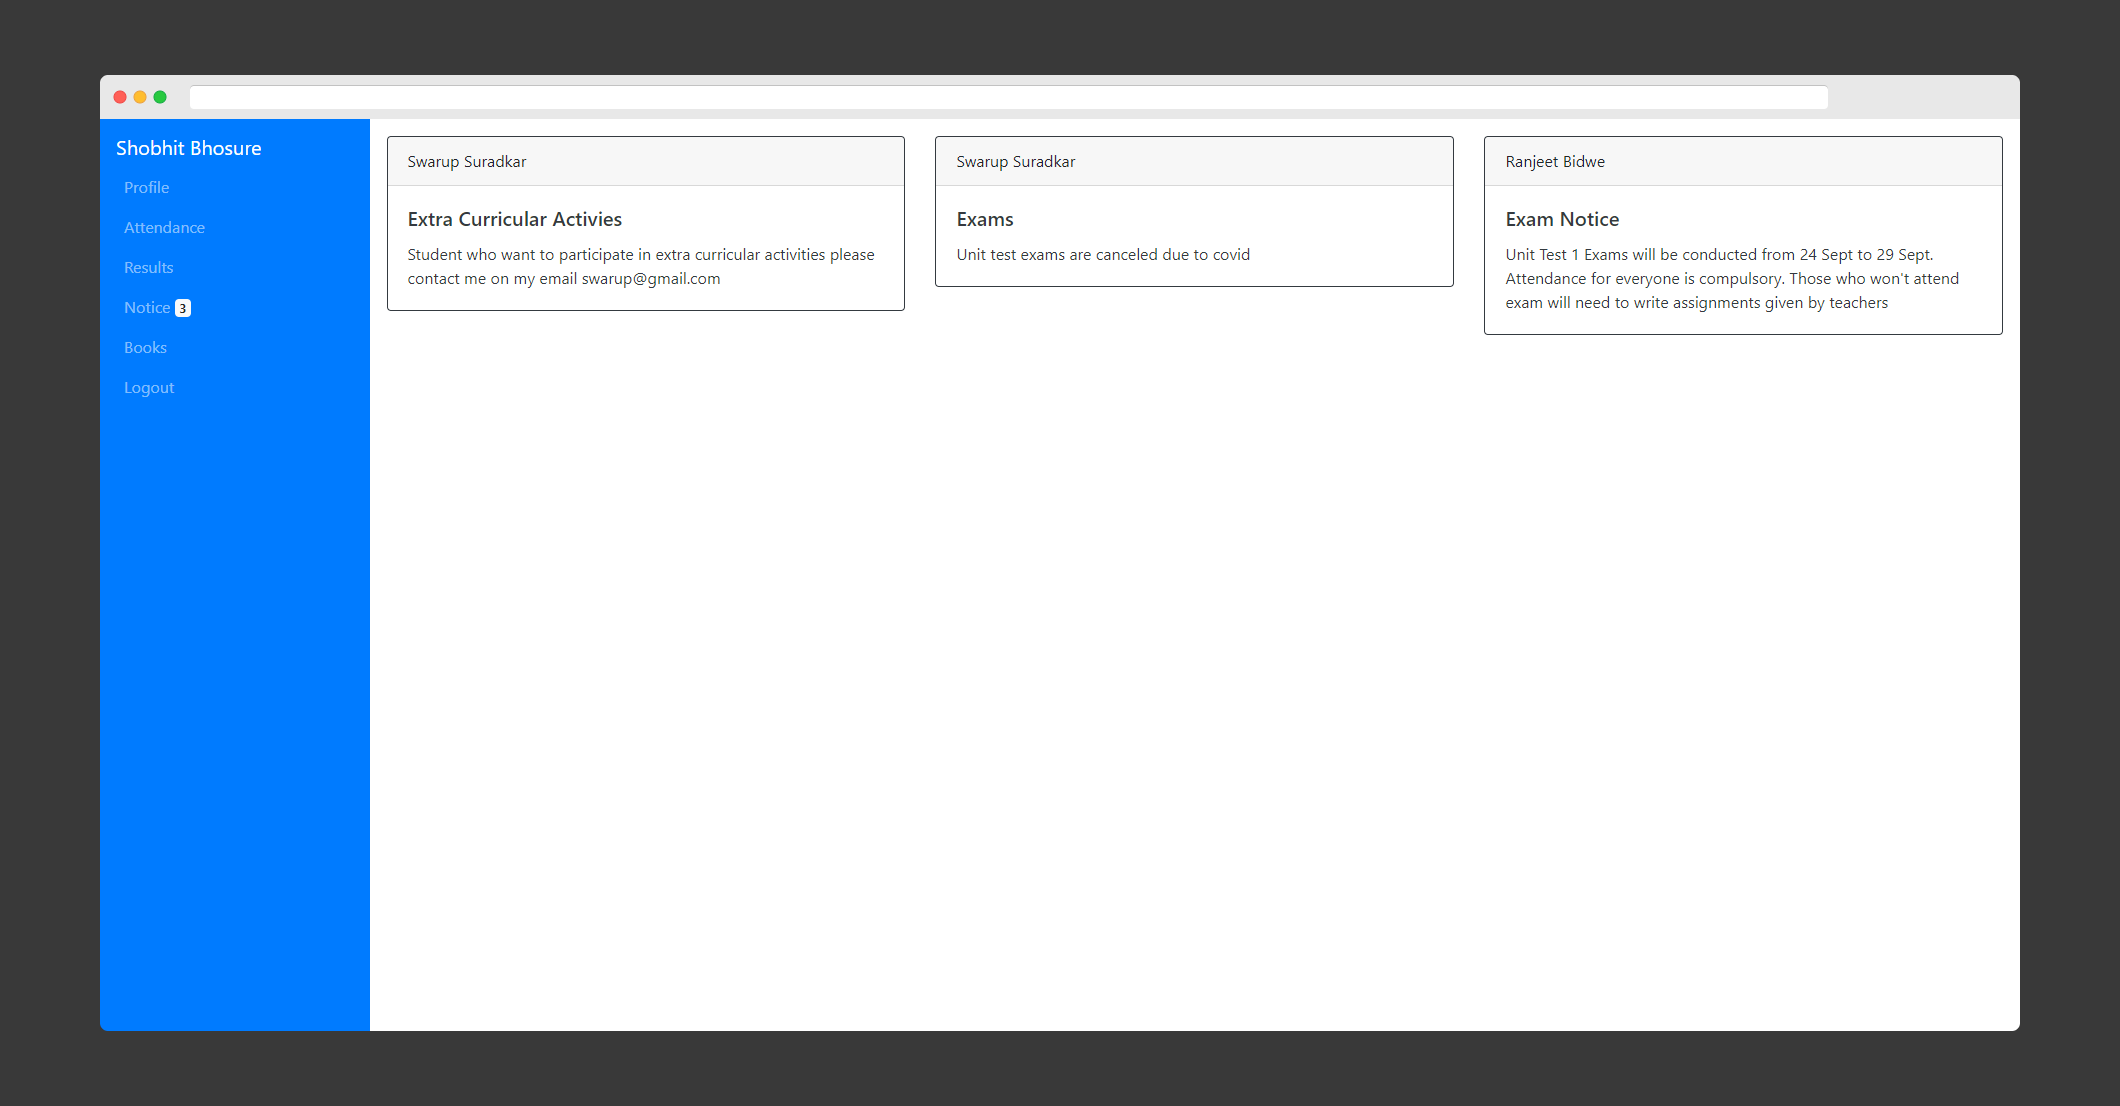 Shobhit Bhosure
Profile
Attendance
Results
Notice 3
Books
Logout
Swarup Suradkar
Extra Curricular Activies
Student who want to participate in extra curricular activities please
contact me on my email swarup@gmail.com
Swarup Suradkar
Exams
Unit test exams are canceled due to covid
Ranjeet Bidwe
Exam Notice
Unit Test 1 Exams will be conducted from 24 Sept to 29 Sept.
Attendance for everyone is compulsory. Those who won't attend
exam will need to write assignments given by teachers